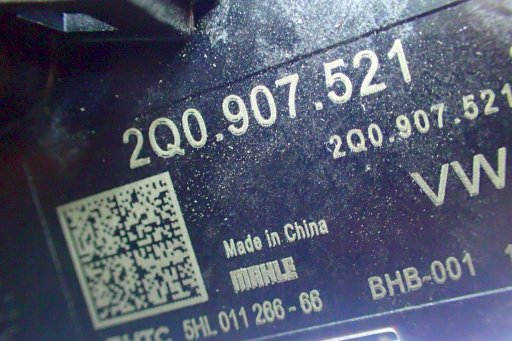 2Q0.907.521
2Q0.907.521
VW
Made in China
MAHLE
BHB-001
5HL 011 266 - 66